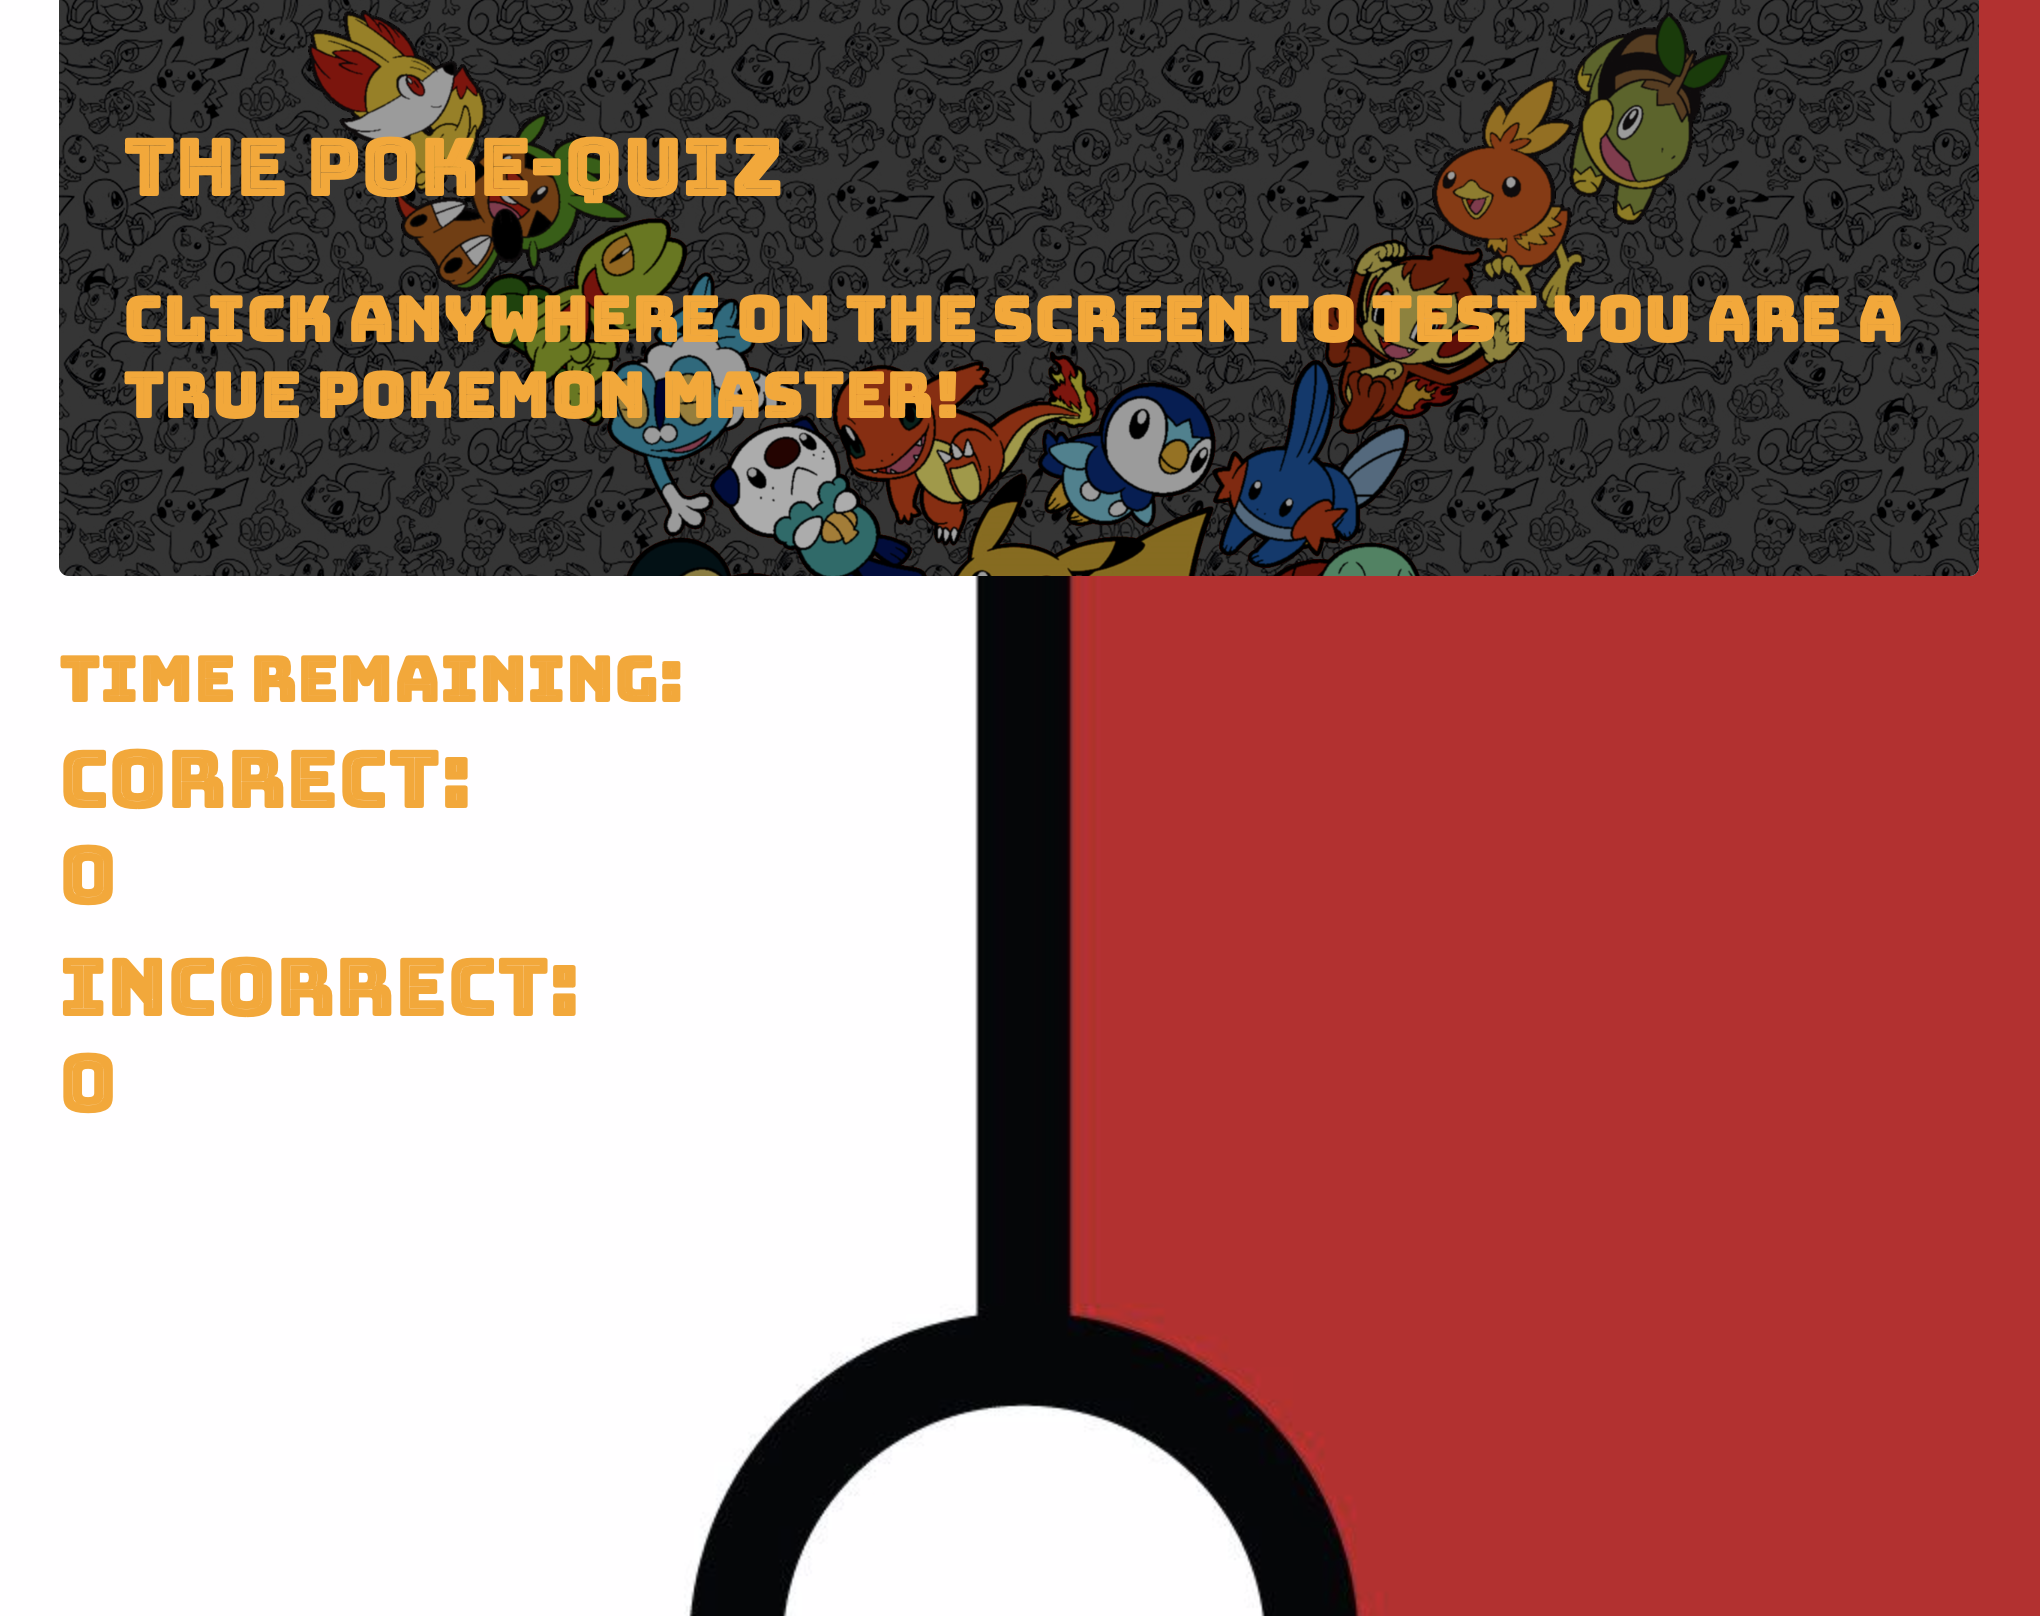 THE POKE-QUIZ
CLICK ANYWHERE ON THE SCREEN TO TEST YOU ARE A
TRUE POKEMON MASTER!
TIME REMAINING:
CORRECT:
0
INCORRECT:
0